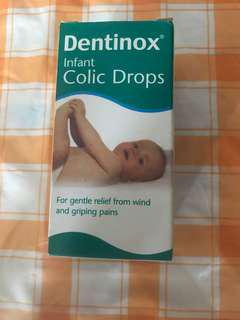 Dentinox®
Infant
Colic Drops
For gentle relief from wind
and griping pains